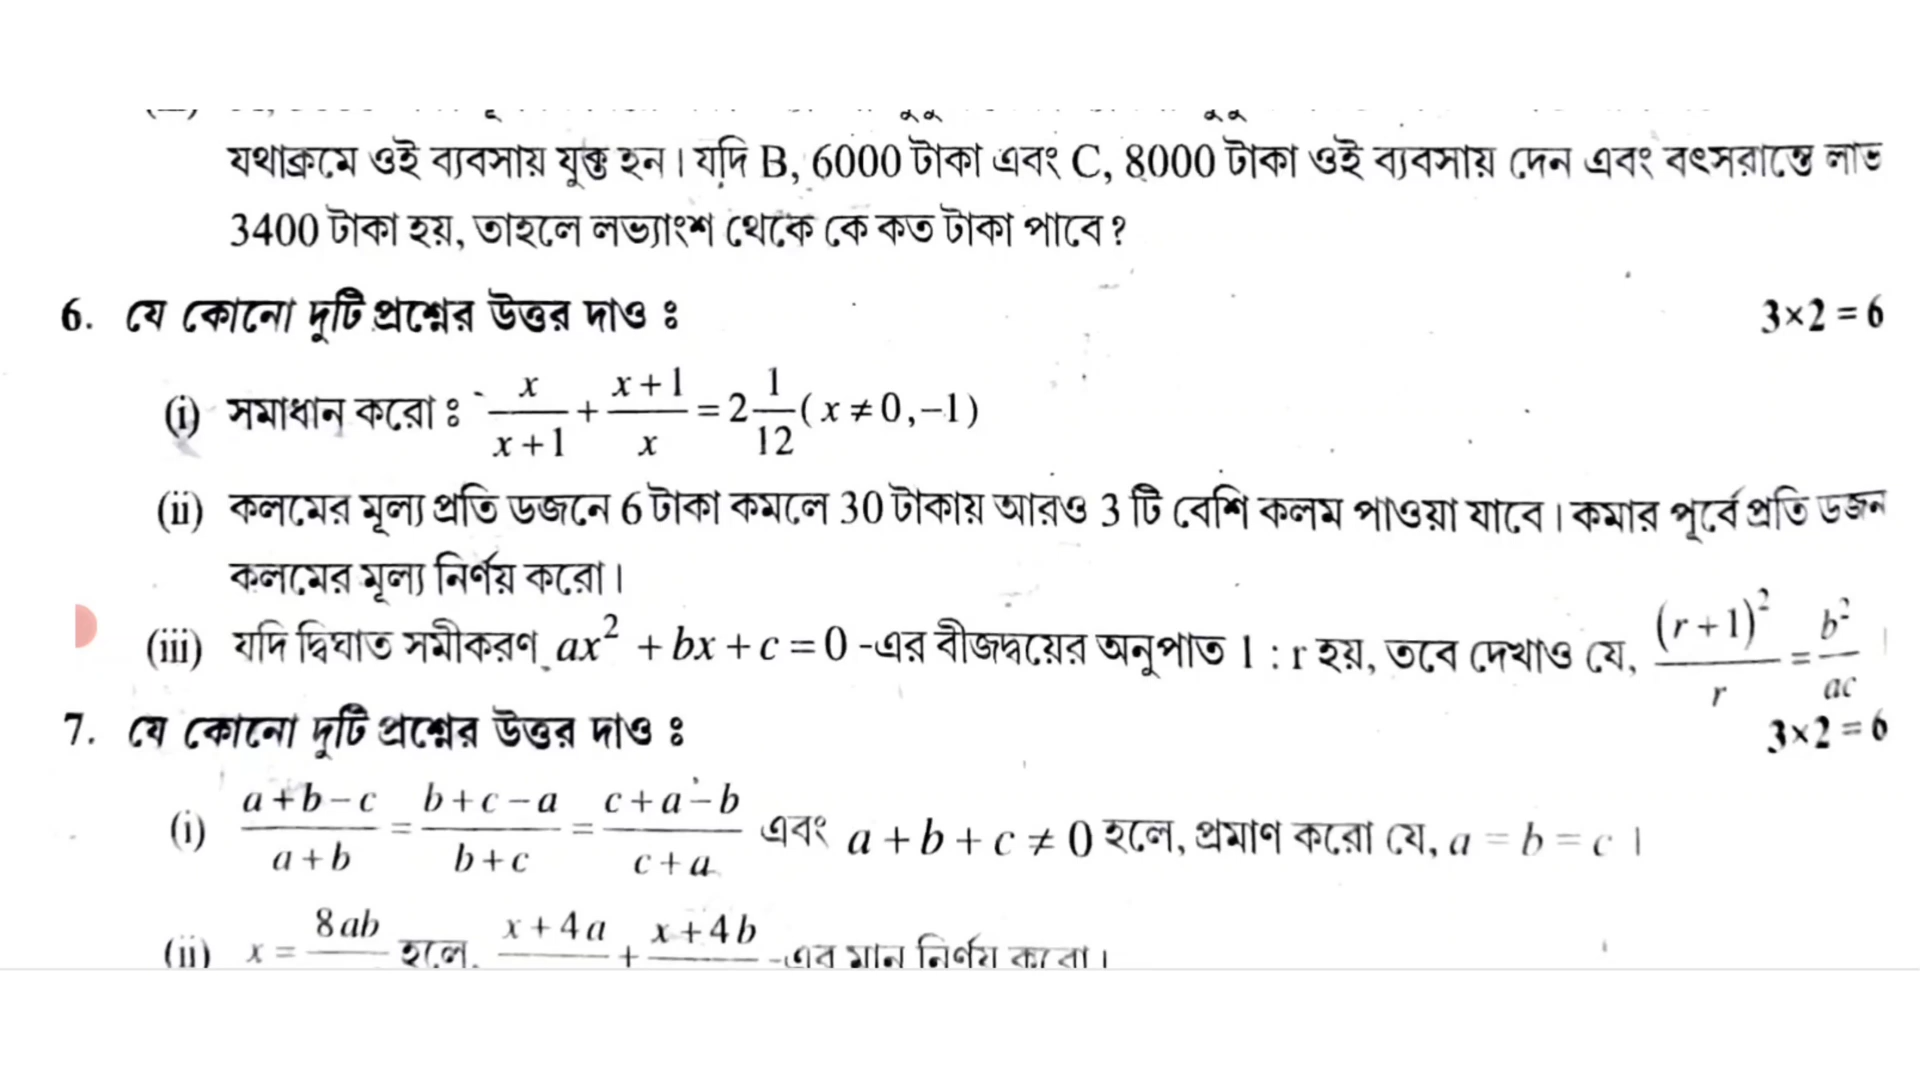 যথাক্রমে ওই ব্যবসায় যুক্ত হন। যদি B, 6000 টাকা এবং C, 8000 টাকা ওই ব্যবসায় দেন এবং বৎসরান্তে লাভ
3400 টাকা হয়, তাহলে লভ্যাংশ থেকে কে কত টাকা পাবে?
6. যে কোনো দুটি প্রশ্নের উত্তর দাও ঃ 3×2 = 6
(i) সমাধান করো ঃ x/(x+1) + (x+1)/x = 2 1/12 (x ≠ 0, −1)
(ii) কলমের মূল্য প্রতি ডজনে 6 টাকা কমলে 30 টাকায় আরও 3 টি বেশি কলম পাওয়া যাবে। কমার পূর্বে প্রতি ডজন
কলমের মূল্য নির্ণয় করো।
(iii) যদি দ্বিঘাত সমীকরণ ax² + bx + c = 0 -এর বীজদ্বয়ের অনুপাত 1 : r হয়, তবে দেখাও যে, (r+1)²/r = b²/ac
7. যে কোনো দুটি প্রশ্নের উত্তর দাও ঃ 3×2 = 6
(i) (a+b−c)/(a+b) = (b+c−a)/(b+c) = (c+a−b)/(c+a) এবং a + b + c ≠ 0 হলে, প্রমাণ করো যে, a = b = c ।
(ii) x = 8ab হলে, x + 4a + x + 4b -এর মান নির্ণয় করো।